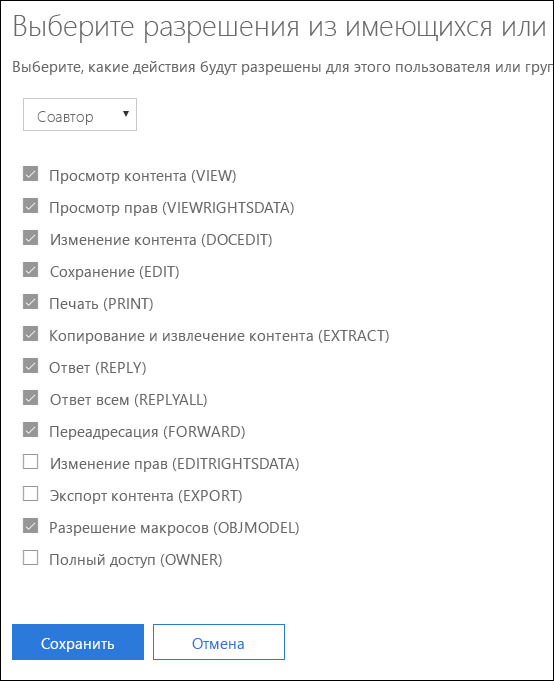 Выберите разрешения из имеющихся или
Выберите, какие действия будут разрешены для этого пользователя или груп
Соавтор
Просмотр контента (VIEW)
Просмотр прав (VIEWRIGHTSDATA)
Изменение контента (DOCEDIT)
Сохранение (EDIT)
Печать (PRINT)
Копирование и извлечение контента (EXTRACT)
Ответ (REPLY)
Ответ всем (REPLYALL)
Переадресация (FORWARD)
Изменение прав (EDITRIGHTSDATA)
Экспорт контента (EXPORT)
Разрешение макросов (OBJMODEL)
Полный доступ (OWNER)
Сохранить Отмена